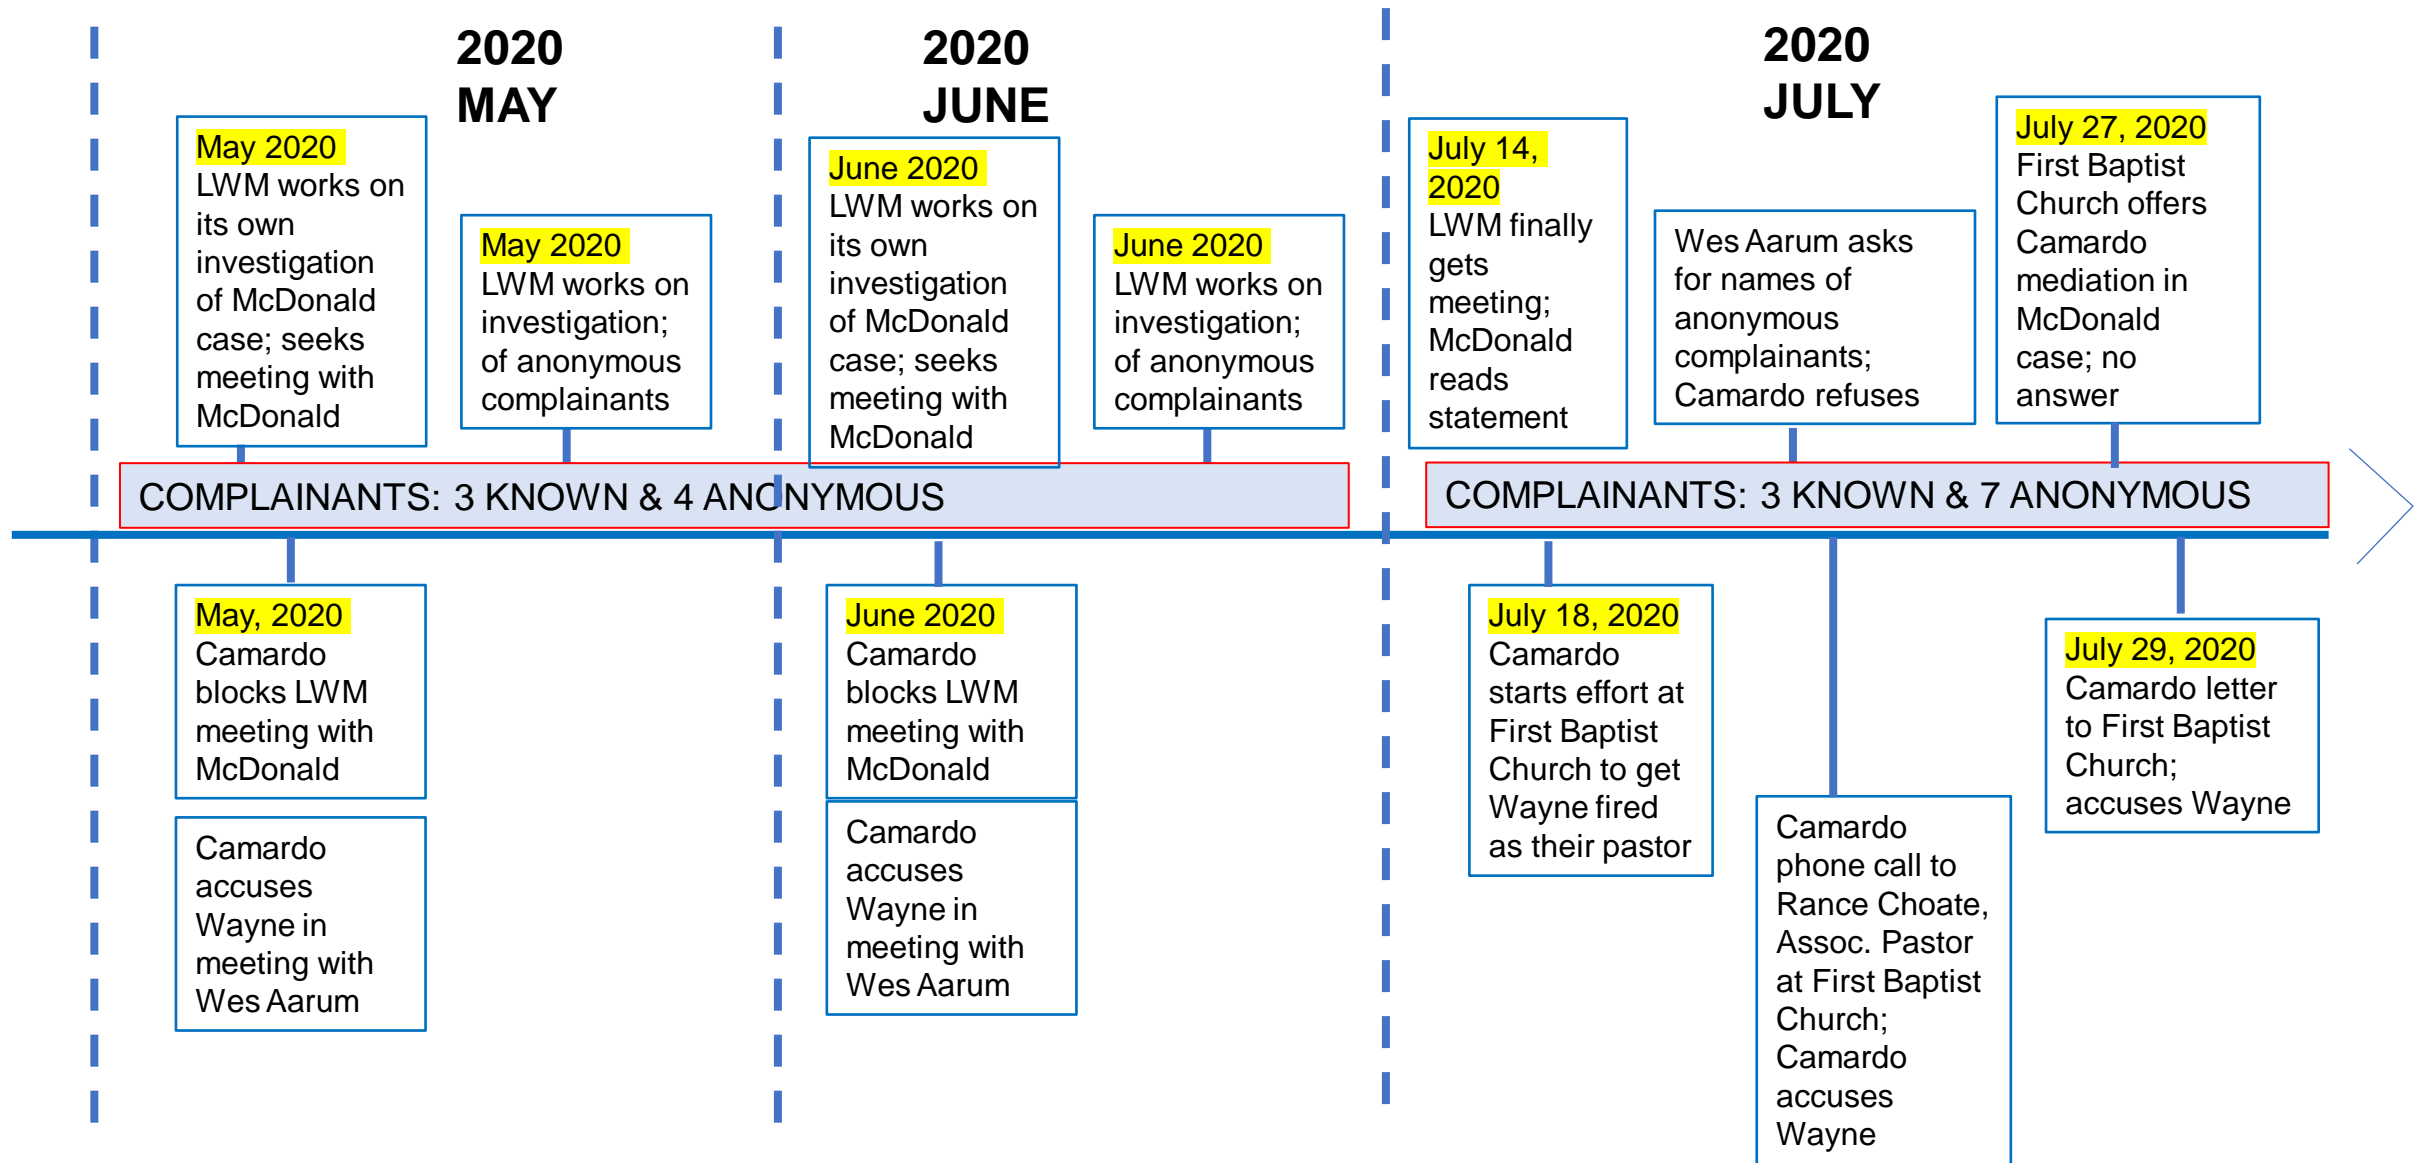 2020
MAY
2020
JUNE
2020
JULY
May 2020
LWM works on
its own
investigation
of McDonald
case; seeks
meeting with
McDonald
May 2020
LWM works on
investigation;
of anonymous
complainants
June 2020
LWM works on
its own
investigation
of McDonald
case; seeks
meeting with
McDonald
June 2020
LWM works on
investigation;
of anonymous
complainants
July 14,
2020
LWM finally
gets
meeting;
McDonald
reads
statement
Wes Aarum asks
for names of
anonymous
complainants;
Camardo refuses
July 27, 2020
First Baptist
Church offers
Camardo
mediation in
McDonald
case; no
answer
COMPLAINANTS: 3 KNOWN & 4 ANONYMOUS
COMPLAINANTS: 3 KNOWN & 7 ANONYMOUS
May, 2020
Camardo
blocks LWM
meeting with
McDonald
Camardo
accuses
Wayne in
meeting with
Wes Aarum
June 2020
Camardo
blocks LWM
meeting with
McDonald
Camardo
accuses
Wayne in
meeting with
Wes Aarum
July 18, 2020
Camardo
starts effort at
First Baptist
Church to get
Wayne fired
as their pastor
Camardo
phone call to
Rance Choate,
Assoc. Pastor
at First Baptist
Church;
Camardo
accuses
Wayne
July 29, 2020
Camardo letter
to First Baptist
Church;
accuses Wayne